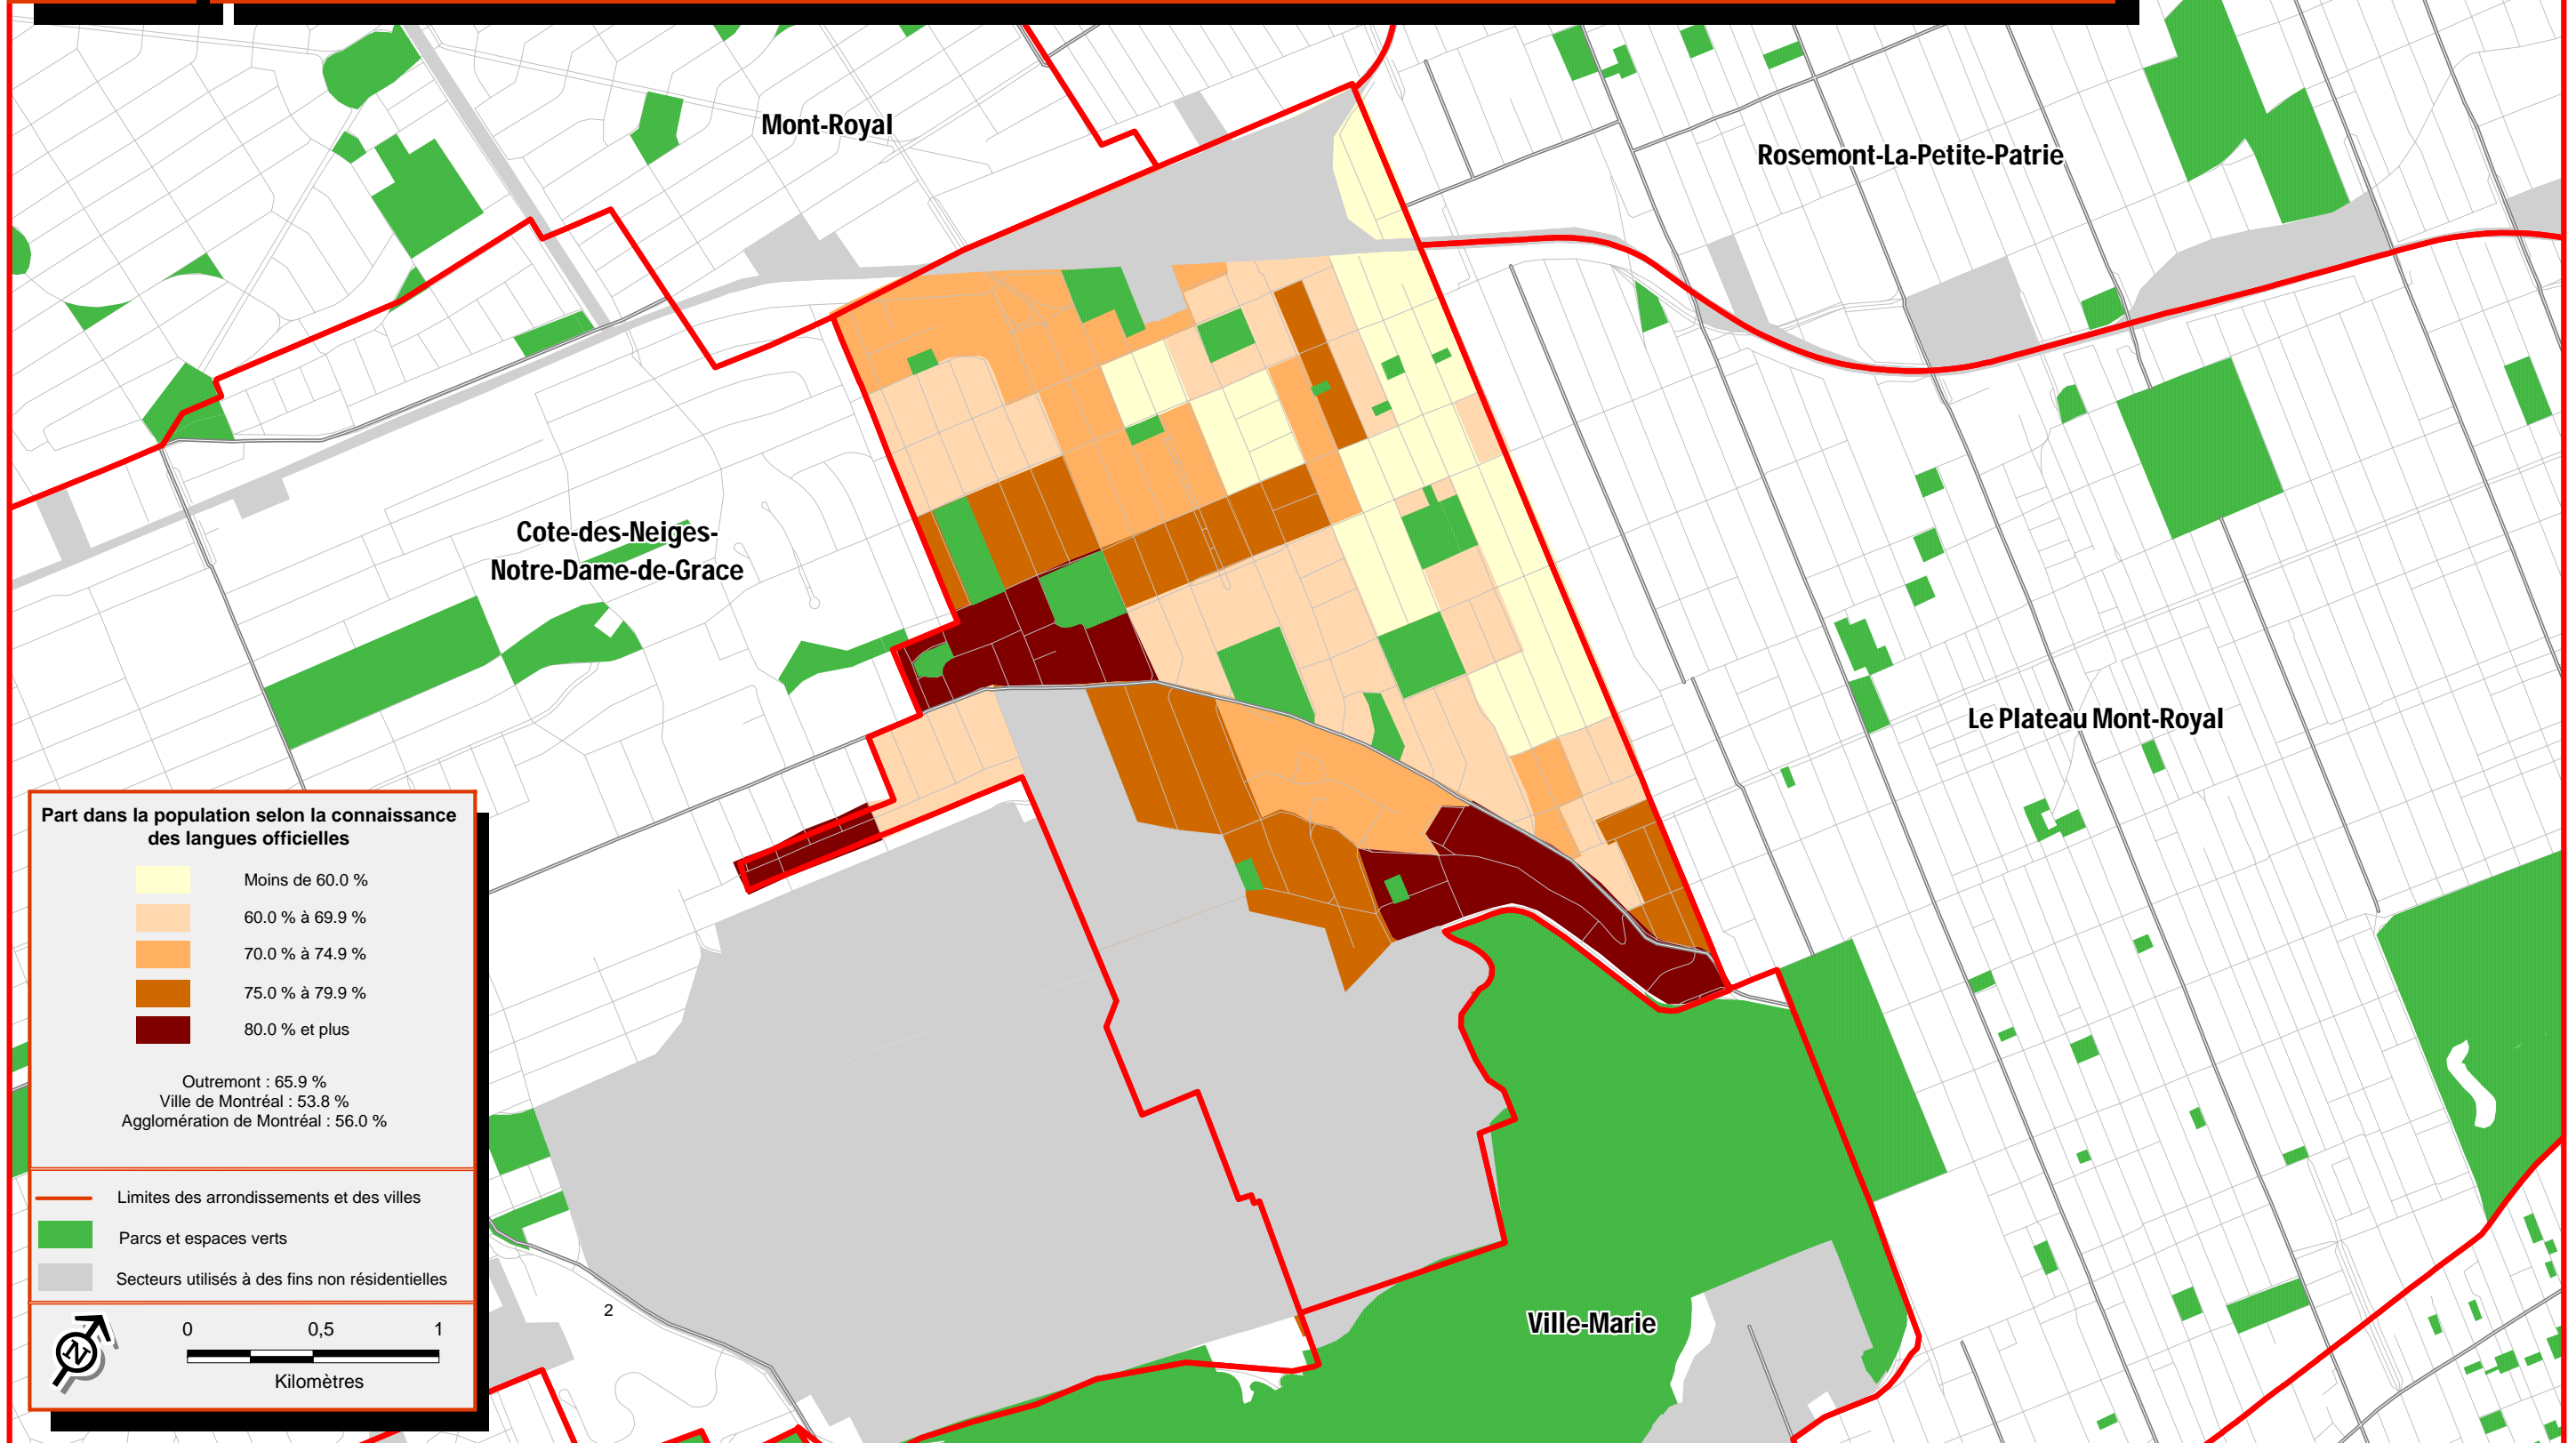 Mont-Royal
Rosemont-La-Petite-Patrie
Cote-des-Neiges-
Notre-Dame-de-Grace
Le Plateau Mont-Royal
Ville-Marie
Part dans la population selon la connaissance
des langues officielles
Moins de 60.0 %
60.0 % à 69.9 %
70.0 % à 74.9 %
75.0 % à 79.9 %
80.0 % et plus
Outremont : 65.9 %
Ville de Montréal : 53.8 %
Agglomération de Montréal : 56.0 %
Limites des arrondissements et des villes
Parcs et espaces verts
Secteurs utilisés à des fins non résidentielles
N
0 0,5 1
Kilomètres
2